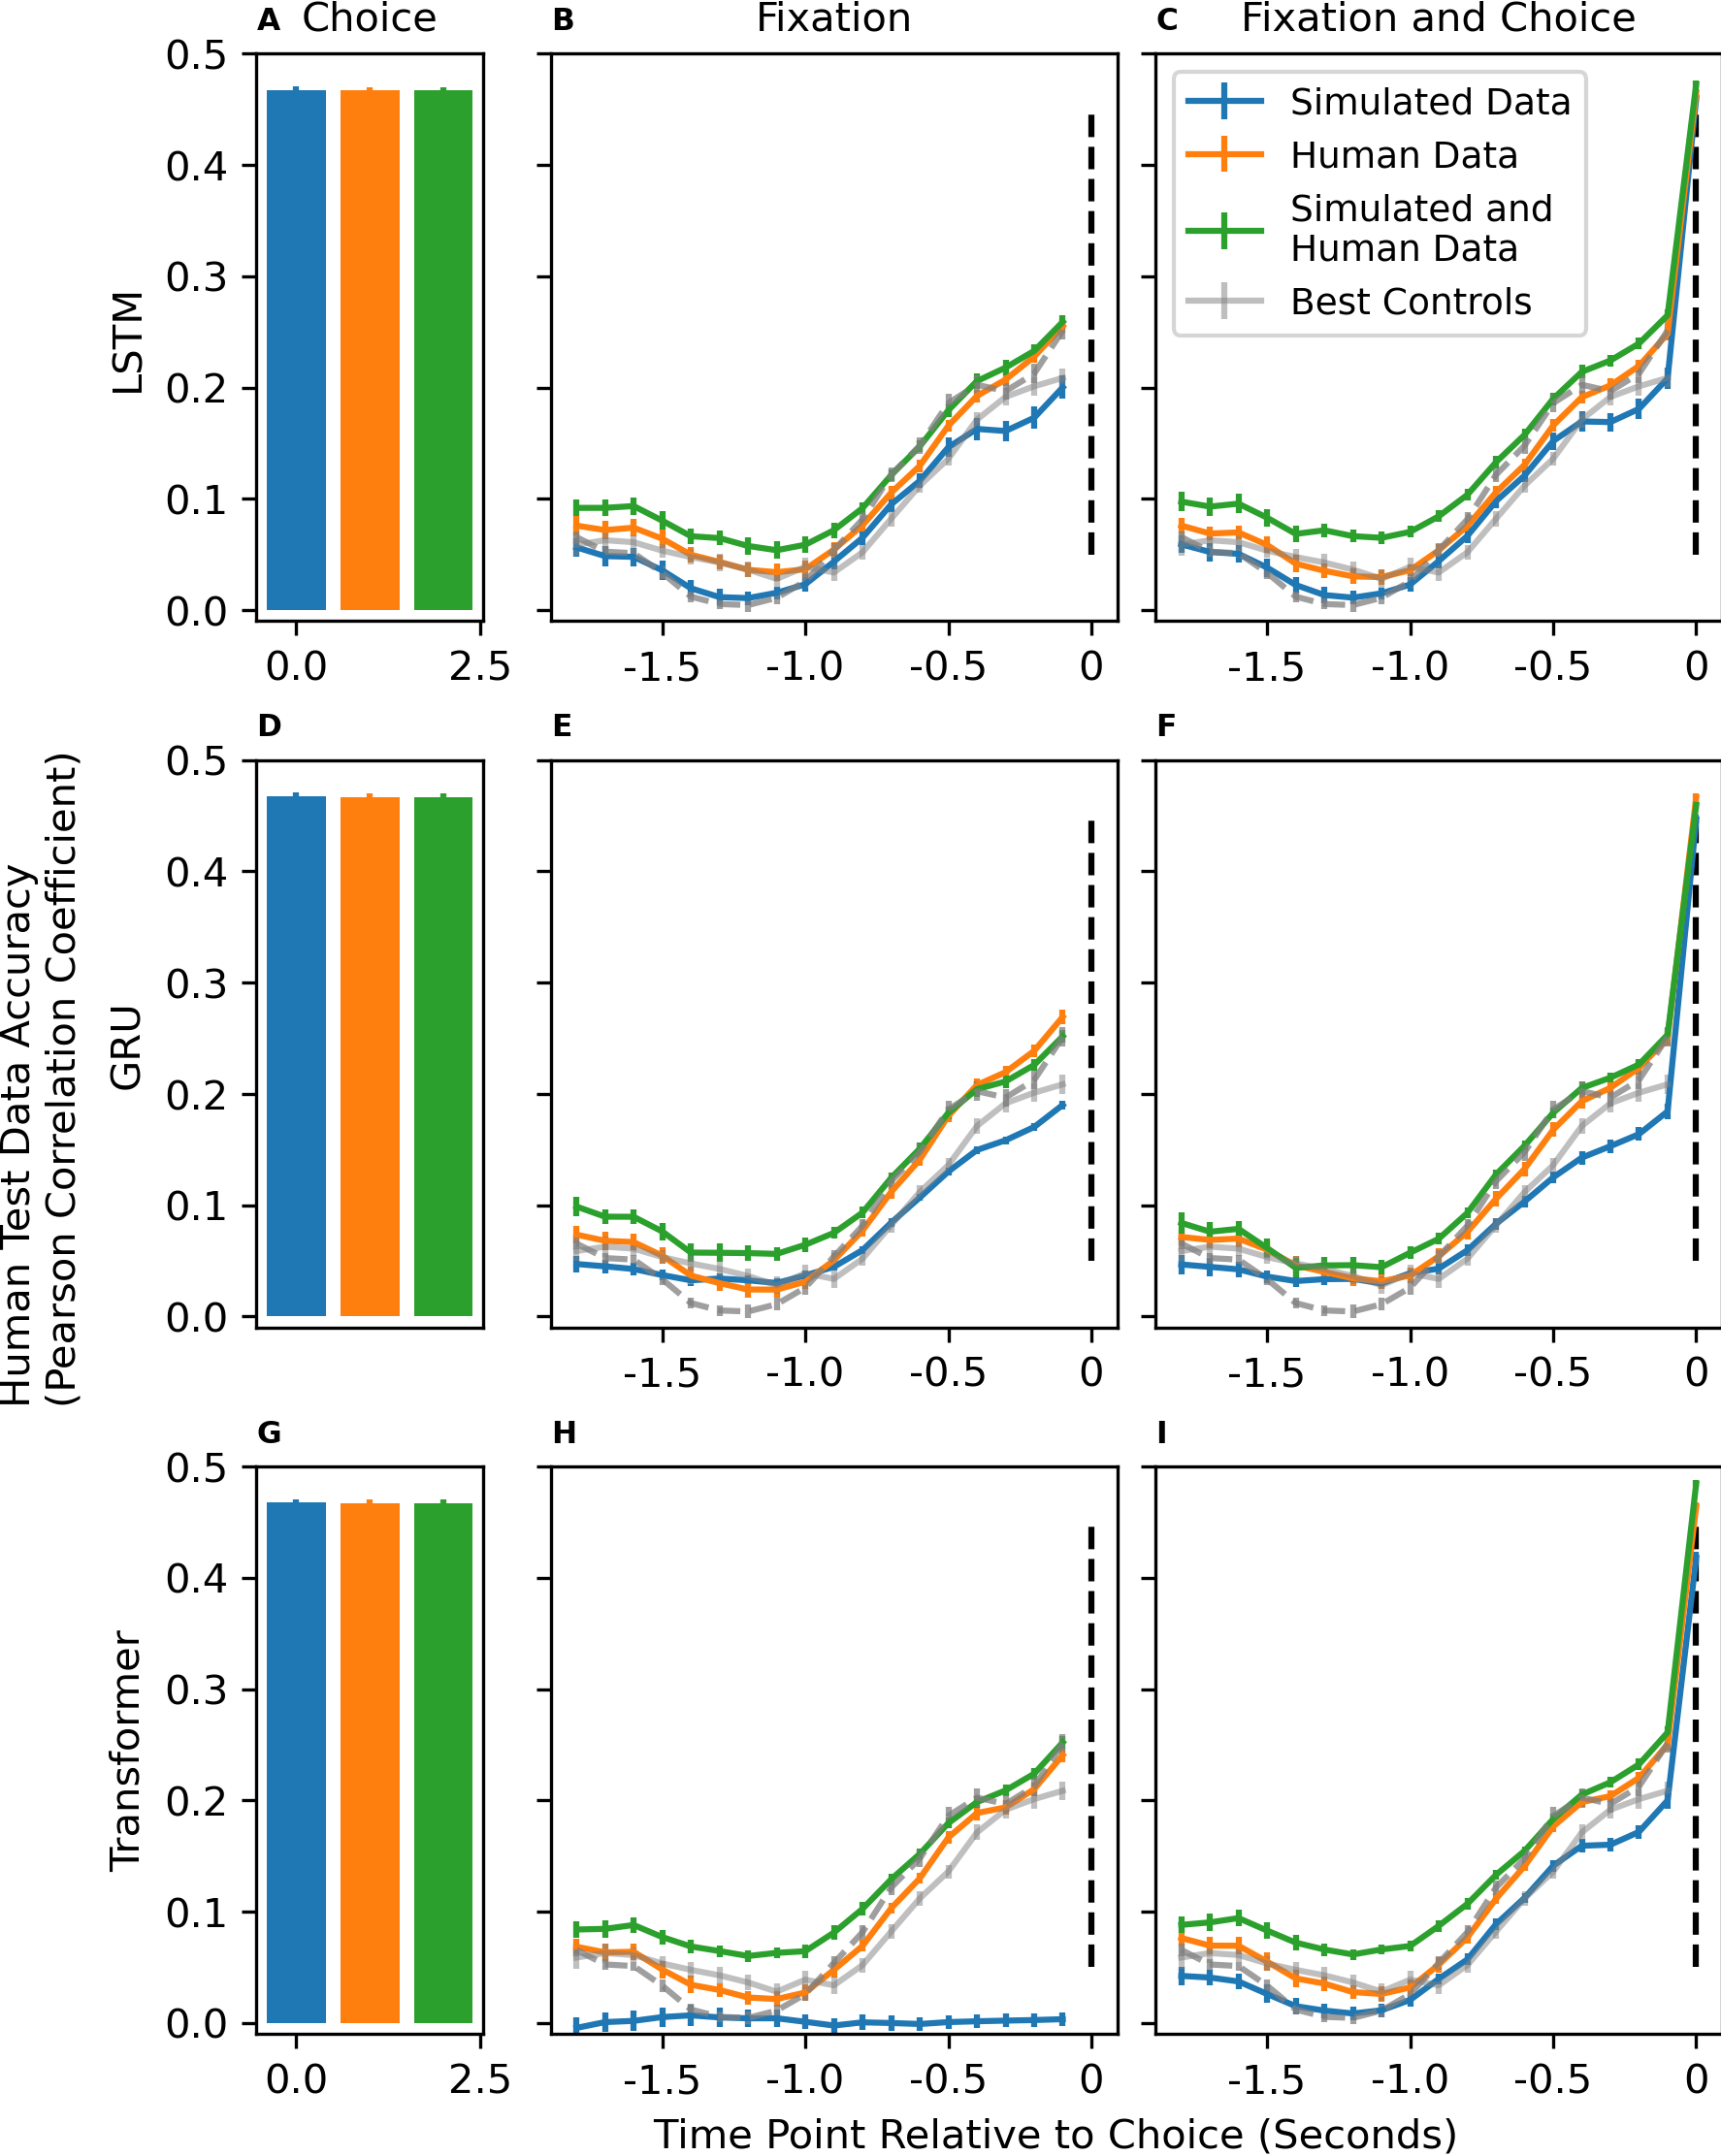 A Choice
B Fixation
C Fixation and Choice
0.5
0.4
0.3
0.2
0.1
0.0
LSTM
Simulated Data
Human Data
Simulated and
Human Data
Best Controls
0.0 2.5
-1.5 -1.0 -0.5 0
-1.5 -1.0 -0.5 0
D
E
F
Human Test Data Accuracy
(Pearson Correlation Coefficient)
GRU
0.5
0.4
0.3
0.2
0.1
0.0
-1.5 -1.0 -0.5 0
-1.5 -1.0 -0.5 0
G
H
I
Transformer
0.5
0.4
0.3
0.2
0.1
0.0
0.0 2.5
-1.5 -1.0 -0.5 0
-1.5 -1.0 -0.5 0
Time Point Relative to Choice (Seconds)